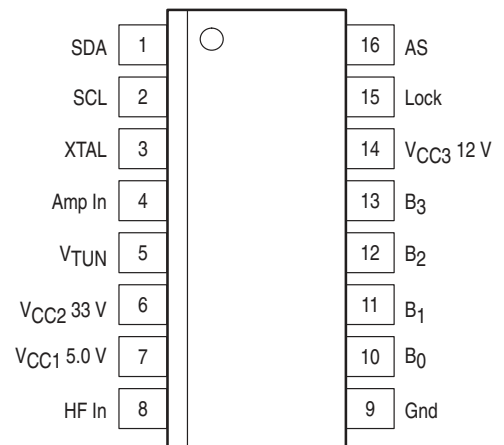 SDA 1 16 AS
SCL 2 15 Lock
XTAL 3 14 VCC3 12 V
Amp In 4 13 B3
VTUN 5 12 B2
VCC2 33 V 6 11 B1
VCC1 5.0 V 7 10 B0
HF In 8 9 Gnd